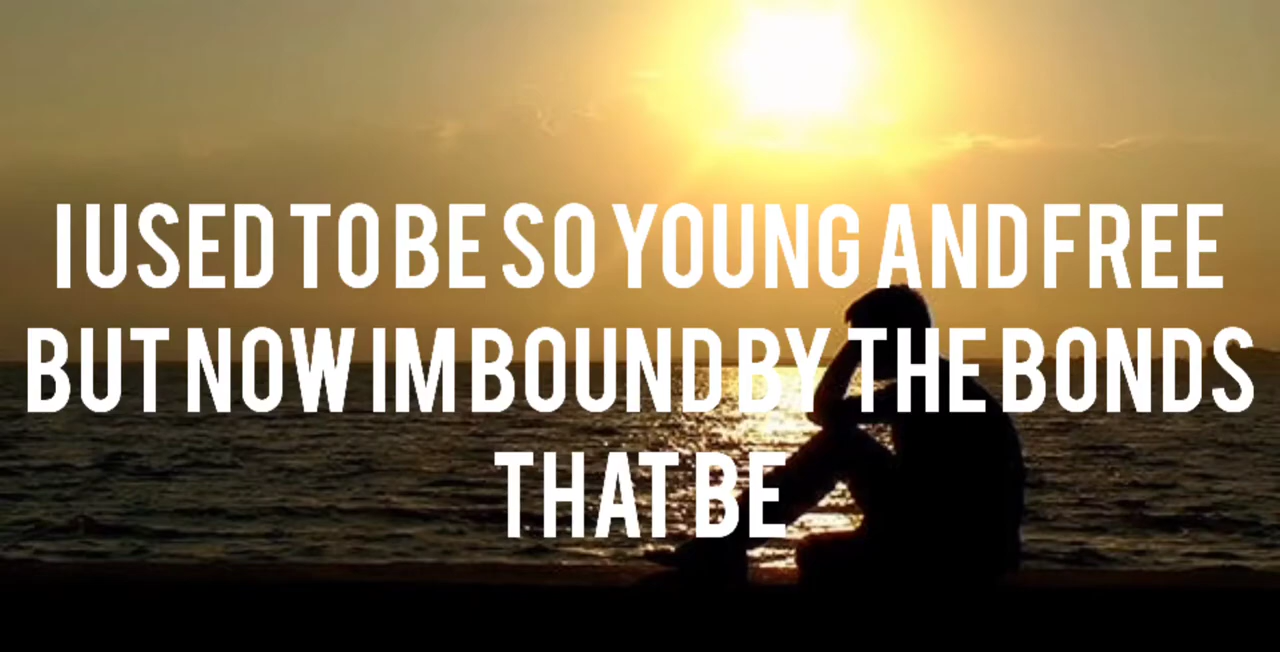 I USED TO BE SO YOUNG AND FREE
BUT NOW IM BOUND BY THE BONDS
THAT BE